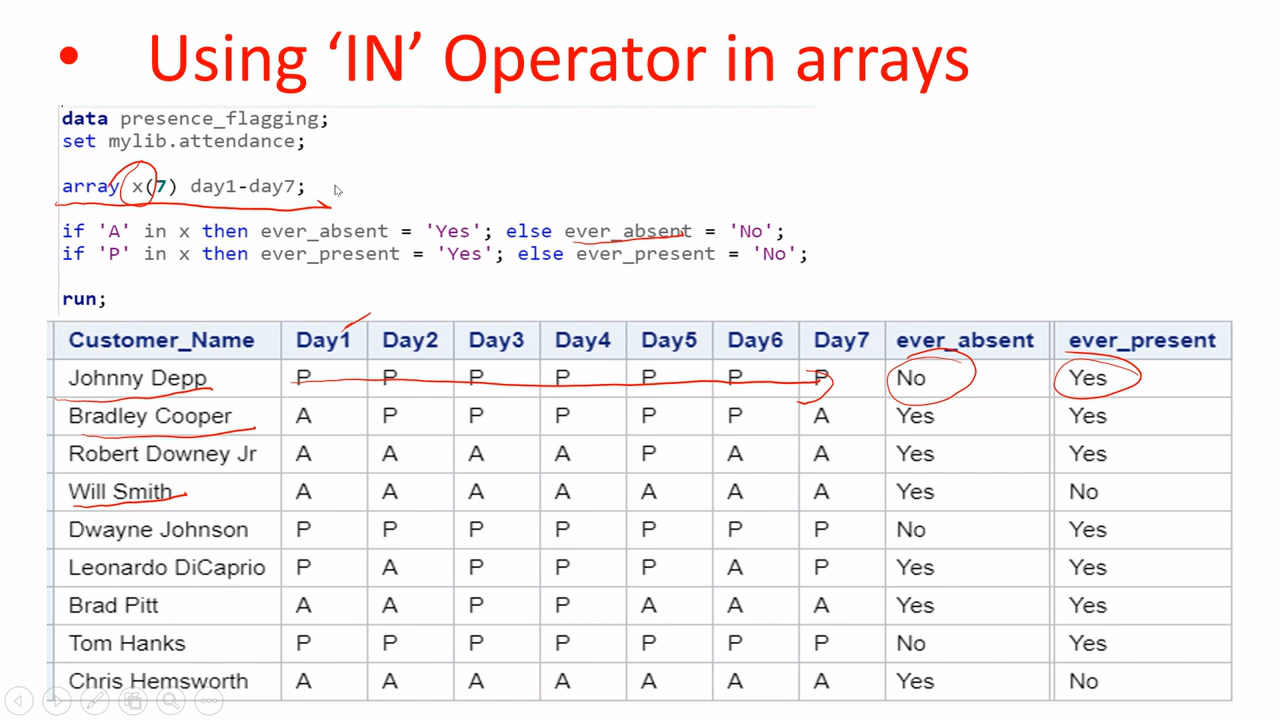 • Using ‘IN’ Operator in arrays
data presence_flagging;
set mylib.attendance;
array x(7) day1-day7;
if 'A' in x then ever_absent = 'Yes'; else ever_absent = 'No';
if 'P' in x then ever_present = 'Yes'; else ever_present = 'No';
run;
Customer_Name Day1 Day2 Day3 Day4 Day5 Day6 Day7 ever_absent ever_present
Johnny Depp P P P P P P P No Yes
Bradley Cooper A P P P P P A Yes Yes
Robert Downey Jr A A A A P A A Yes Yes
Will Smith A A A A A A A Yes No
Dwayne Johnson P P P P P P P No Yes
Leonardo DiCaprio P A P P P A P Yes Yes
Brad Pitt A A P P A A A Yes Yes
Tom Hanks P P P P P P P No Yes
Chris Hemsworth A A A A A A A Yes No